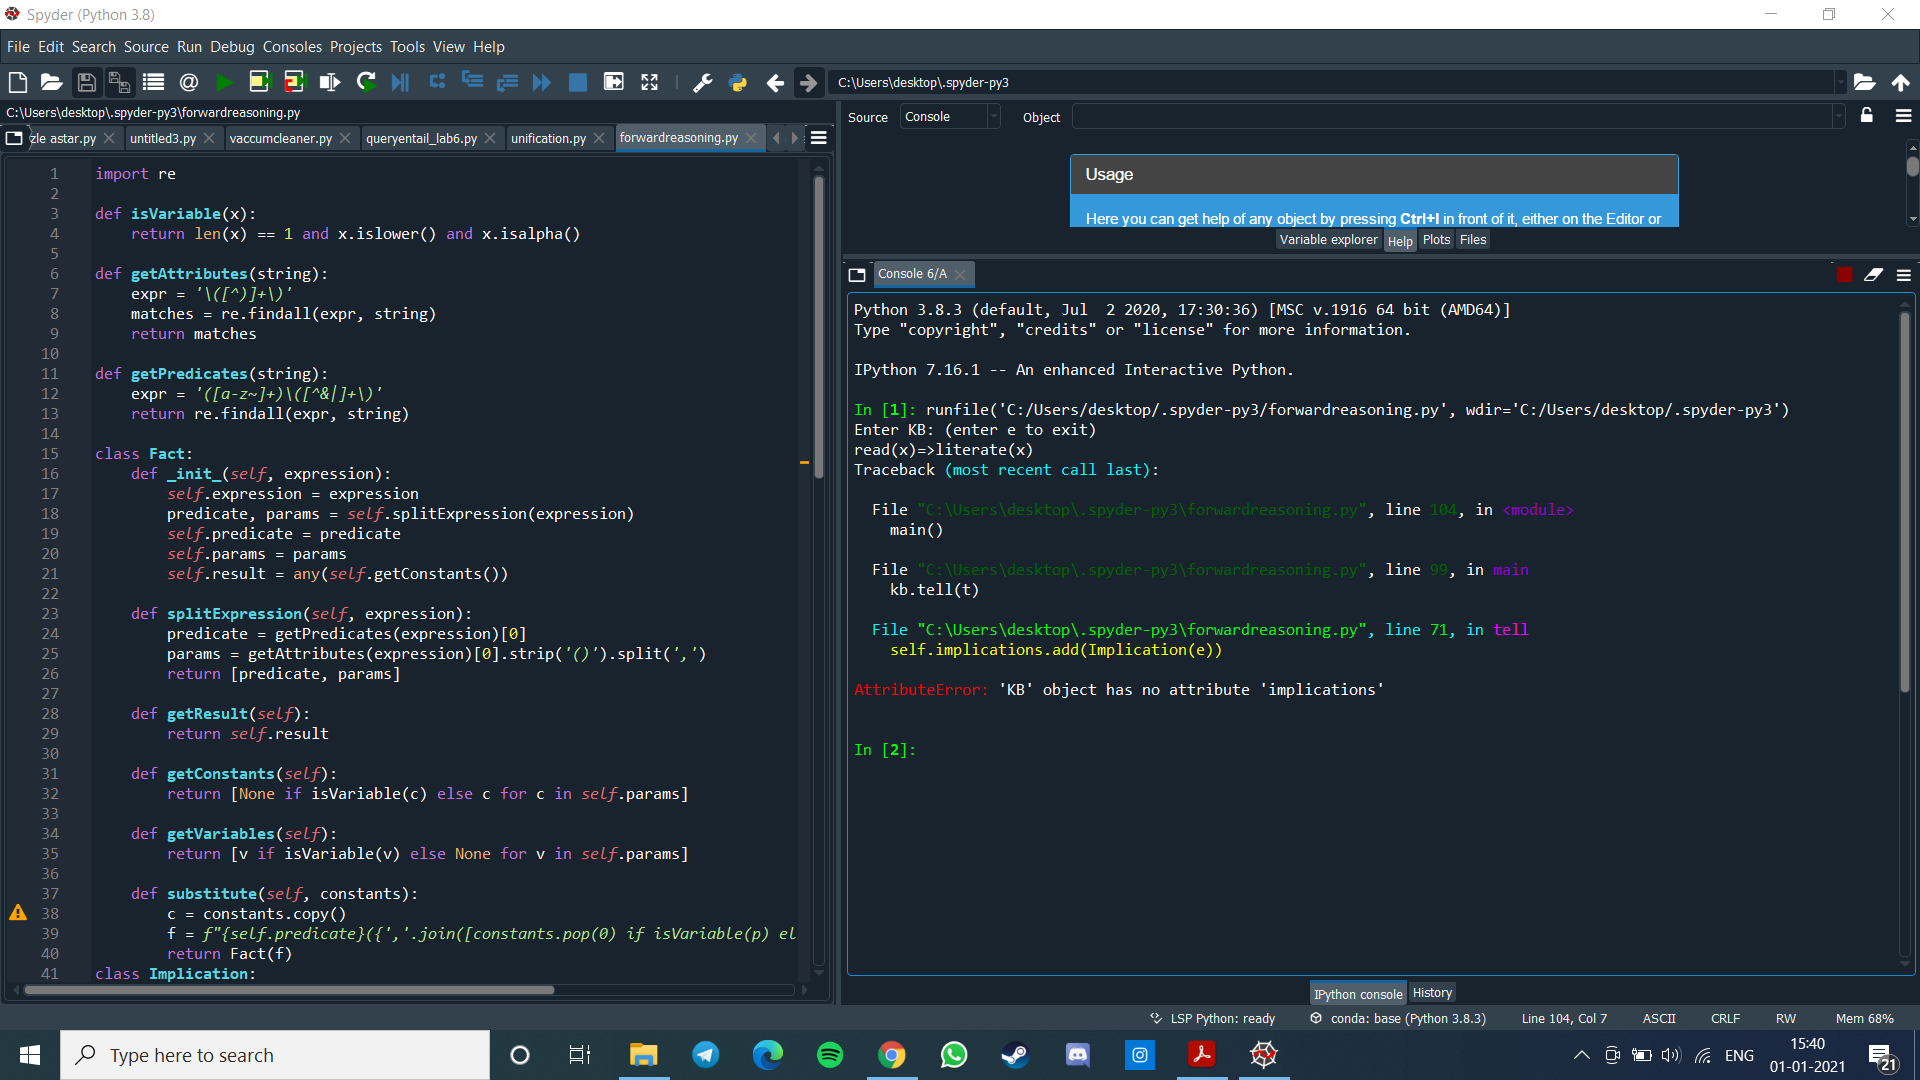 Spyder (Python 3.8)
File Edit Search Source Run Debug Consoles Projects Tools View Help
C:\Users\desktop\.spyder-py3
C:\Users\desktop\.spyder-py3\forwardreasoning.py
zle astar.py untitled3.py vaccumcleaner.py queryentail_lab6.py unification.py forwardreasoning.py
1 import re
2
3 def isVariable(x):
4     return len(x) == 1 and x.islower() and x.isalpha()
5
6 def getAttributes(string):
7     expr = '\([^)]+\)'
8     matches = re.findall(expr, string)
9     return matches
10
11 def getPredicates(string):
12     expr = '([a-z~]+)\([^&|]+\)'
13     return re.findall(expr, string)
14
15 class Fact:
16     def _init_(self, expression):
17         self.expression = expression
18         predicate, params = self.splitExpression(expression)
19         self.predicate = predicate
20         self.params = params
21         self.result = any(self.getConstants())
22
23     def splitExpression(self, expression):
24         predicate = getPredicates(expression)[0]
25         params = getAttributes(expression)[0].strip('()').split(',')
26         return [predicate, params]
27
28     def getResult(self):
29         return self.result
30
31     def getConstants(self):
32         return [None if isVariable(c) else c for c in self.params]
33
34     def getVariables(self):
35         return [v if isVariable(v) else None for v in self.params]
36
37     def substitute(self, constants):
38         c = constants.copy()
39         f = f"{self.predicate}({','.join([constants.pop(0) if isVariable(p) el
40         return Fact(f)
41 class Implication:
Source Console Object
Usage
Here you can get help of any object by pressing Ctrl+I in front of it, either on the Editor or
Variable explorer Help Plots Files
Console 6/A
Python 3.8.3 (default, Jul  2 2020, 17:30:36) [MSC v.1916 64 bit (AMD64)]
Type "copyright", "credits" or "license" for more information.
IPython 7.16.1 -- An enhanced Interactive Python.
In [1]: runfile('C:/Users/desktop/.spyder-py3/forwardreasoning.py', wdir='C:/Users/desktop/.spyder-py3')
Enter KB: (enter e to exit)
read(x)=>literate(x)
Traceback (most recent call last):
File "C:\Users\desktop\.spyder-py3\forwardreasoning.py", line 104, in <module>
main()
File "C:\Users\desktop\.spyder-py3\forwardreasoning.py", line 99, in main
kb.tell(t)
File "C:\Users\desktop\.spyder-py3\forwardreasoning.py", line 71, in tell
self.implications.add(Implication(e))
AttributeError: 'KB' object has no attribute 'implications'
In [2]:
IPython console History
LSP Python: ready conda: base (Python 3.8.3) Line 104, Col 7 ASCII CRLF RW Mem 68%
Type here to search
ENG
15:40
01-01-2021
21